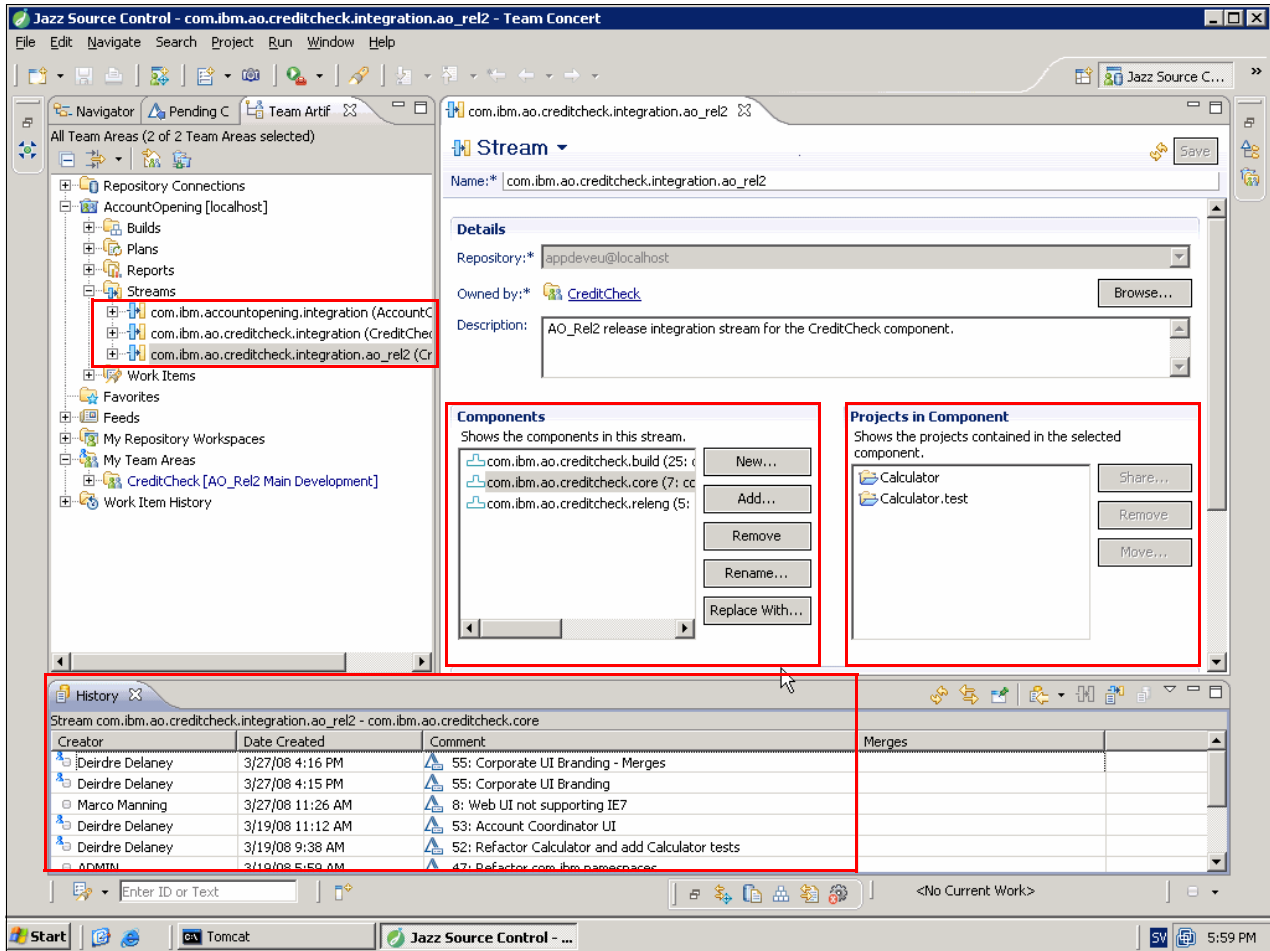 Jazz Source Control - com.ibm.ao.creditcheck.integration.ao_rel2 - Team Concert
File Edit Navigate Search Project Run Window Help
Jazz Source C...
Navigator Pending C Team Artif
All Team Areas (2 of 2 Team Areas selected)
Repository Connections
AccountOpening [localhost]
Builds
Plans
Reports
Streams
com.ibm.accountopening.integration (AccountC
com.ibm.ao.creditcheck.integration (CreditChec
com.ibm.ao.creditcheck.integration.ao_rel2 (Cr
Work Items
Favorites
Feeds
My Repository Workspaces
My Team Areas
CreditCheck [AO_Rel2 Main Development]
Work Item History
com.ibm.ao.creditcheck.integration.ao_rel2
Stream
Save
Name:* com.ibm.ao.creditcheck.integration.ao_rel2
Details
Repository:* appdeveu@localhost
Owned by:* CreditCheck Browse...
Description: AO_Rel2 release integration stream for the CreditCheck component.
Components
Shows the components in this stream.
com.ibm.ao.creditcheck.build (25: c
com.ibm.ao.creditcheck.core (7: cc
com.ibm.ao.creditcheck.releng (5:
New...
Add...
Remove
Rename...
Replace With...
Projects in Component
Shows the projects contained in the selected
component.
Calculator
Calculator.test
Share...
Remove
Move...
History
Stream com.ibm.ao.creditcheck.integration.ao_rel2 - com.ibm.ao.creditcheck.core
Creator Date Created Comment Merges
Deirdre Delaney 3/27/08 4:16 PM 55: Corporate UI Branding - Merges
Deirdre Delaney 3/27/08 4:15 PM 55: Corporate UI Branding
Marco Manning 3/27/08 11:26 AM 8: Web UI not supporting IE7
Deirdre Delaney 3/19/08 11:12 AM 53: Account Coordinator UI
Deirdre Delaney 3/19/08 9:38 AM 52: Refactor Calculator and add Calculator tests
ADMIN 3/19/08 5:59 AM 47: Refactor com.ibm namespaces
Enter ID or Text
<No Current Work>
Start
Tomcat
Jazz Source Control - ...
SV
5:59 PM